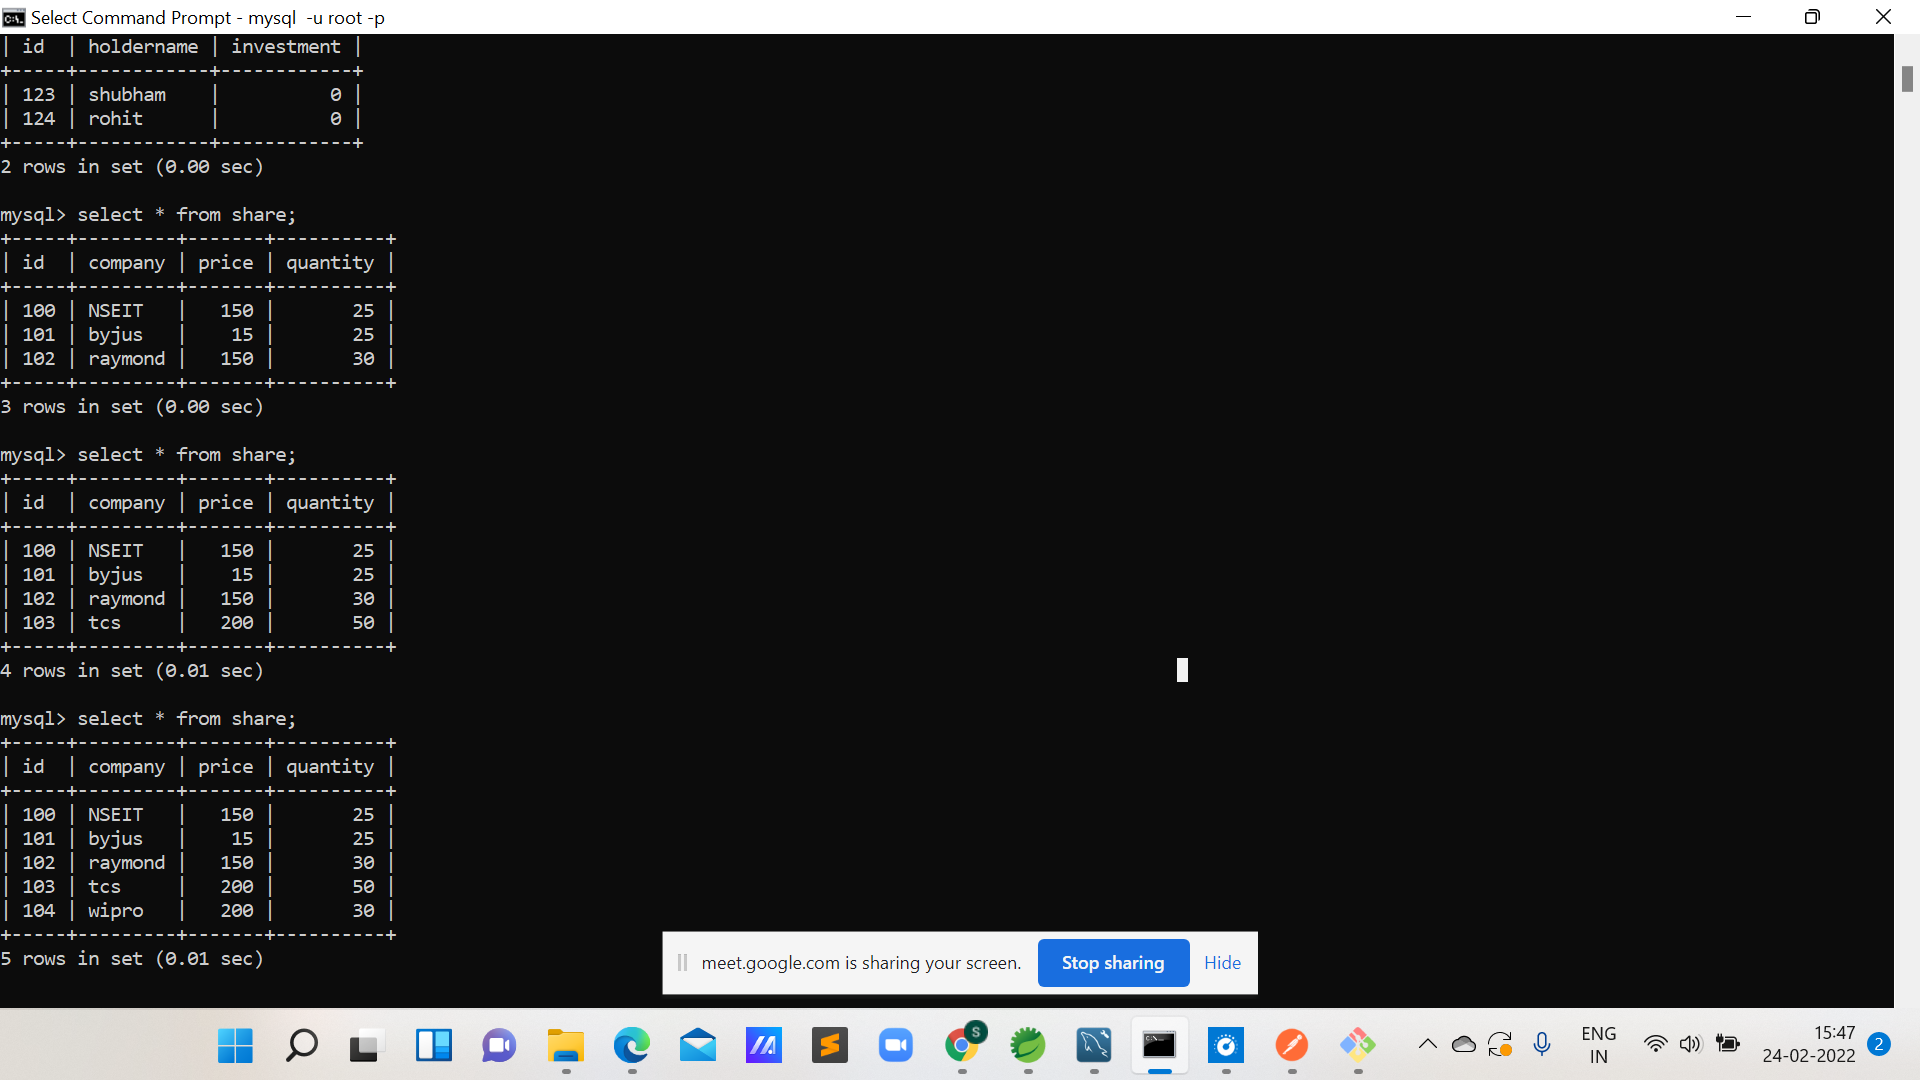 Select Command Prompt - mysql  -u root -p
| id  | holdername | investment |
+-----+------------+------------+
| 123 | shubham    |          0 |
| 124 | rohit      |          0 |
+-----+------------+------------+
2 rows in set (0.00 sec)
mysql> select * from share;
+-----+---------+-------+----------+
| id  | company | price | quantity |
+-----+---------+-------+----------+
| 100 | NSEIT   |   150 |       25 |
| 101 | byjus   |    15 |       25 |
| 102 | raymond |   150 |       30 |
+-----+---------+-------+----------+
3 rows in set (0.00 sec)
mysql> select * from share;
+-----+---------+-------+----------+
| id  | company | price | quantity |
+-----+---------+-------+----------+
| 100 | NSEIT   |   150 |       25 |
| 101 | byjus   |    15 |       25 |
| 102 | raymond |   150 |       30 |
| 103 | tcs     |   200 |       50 |
+-----+---------+-------+----------+
4 rows in set (0.01 sec)
mysql> select * from share;
+-----+---------+-------+----------+
| id  | company | price | quantity |
+-----+---------+-------+----------+
| 100 | NSEIT   |   150 |       25 |
| 101 | byjus   |    15 |       25 |
| 102 | raymond |   150 |       30 |
| 103 | tcs     |   200 |       50 |
| 104 | wipro   |   200 |       30 |
+-----+---------+-------+----------+
5 rows in set (0.01 sec)
meet.google.com is sharing your screen. Stop sharing Hide
S
ENG 15:47
IN 24-02-2022 2